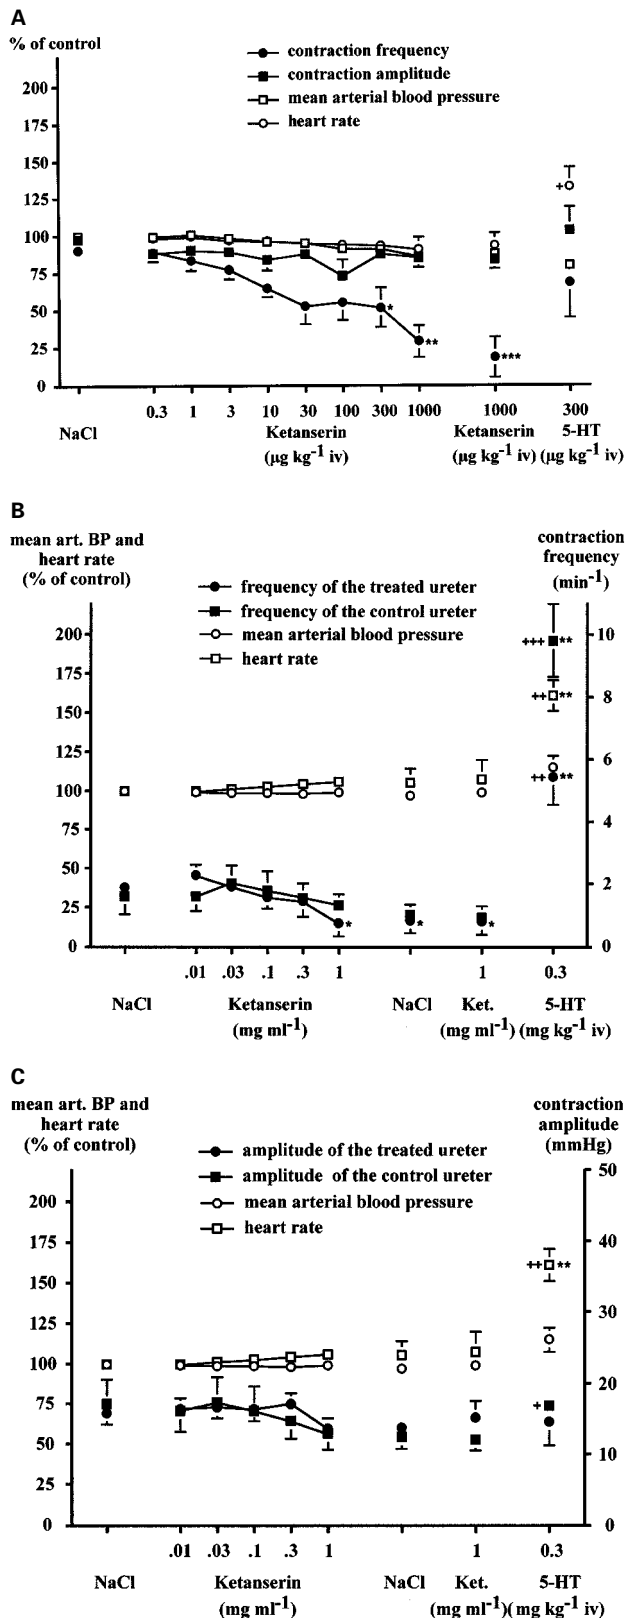 A
% of control
contraction frequency
contraction amplitude
mean arterial blood pressure
heart rate
200
175
150
125
100
75
50
25
0
+
*
**
***
0.3 1 3 10 30 100 300 1000 1000 300
NaCl Ketanserin Ketanserin 5-HT
(μg kg-1 iv) (μg kg-1 iv) (μg kg-1 iv)
B
mean art. BP and
heart rate
(% of control)
contraction
frequency
(min-1)
frequency of the treated ureter
frequency of the control ureter
mean arterial blood pressure
heart rate
200
175
150
125
100
75
50
25
0
10
8
6
4
2
0
+++ **
++ **
++ **
* * *
.01 .03 .1 .3 1 1 0.3
NaCl Ketanserin NaCl Ket. 5-HT
(mg ml-1) (mg ml-1) (mg kg-1 iv)
C
mean art. BP and
heart rate
(% of control)
contraction
amplitude
(mmHg)
amplitude of the treated ureter
amplitude of the control ureter
mean arterial blood pressure
heart rate
200
175
150
125
100
75
50
25
0
50
40
30
20
10
0
++ **
+
.01 .03 .1 .3 1 1 0.3
NaCl Ketanserin NaCl Ket. 5-HT
(mg ml-1) (mg ml-1)(mg kg-1 iv)